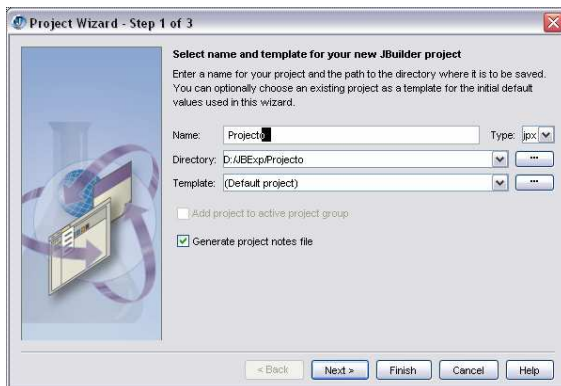 Project Wizard - Step 1 of 3
Select name and template for your new JBuilder project
Enter a name for your project and the path to the directory where it is to be saved.
You can optionally choose an existing project as a template for the initial default
values used in this wizard.
Name: Projecto Type: jpx
Directory: D:/JBExp/Projecto ...
Template: (Default project) ...
Add project to active project group
Generate project notes file
< Back Next > Finish Cancel Help